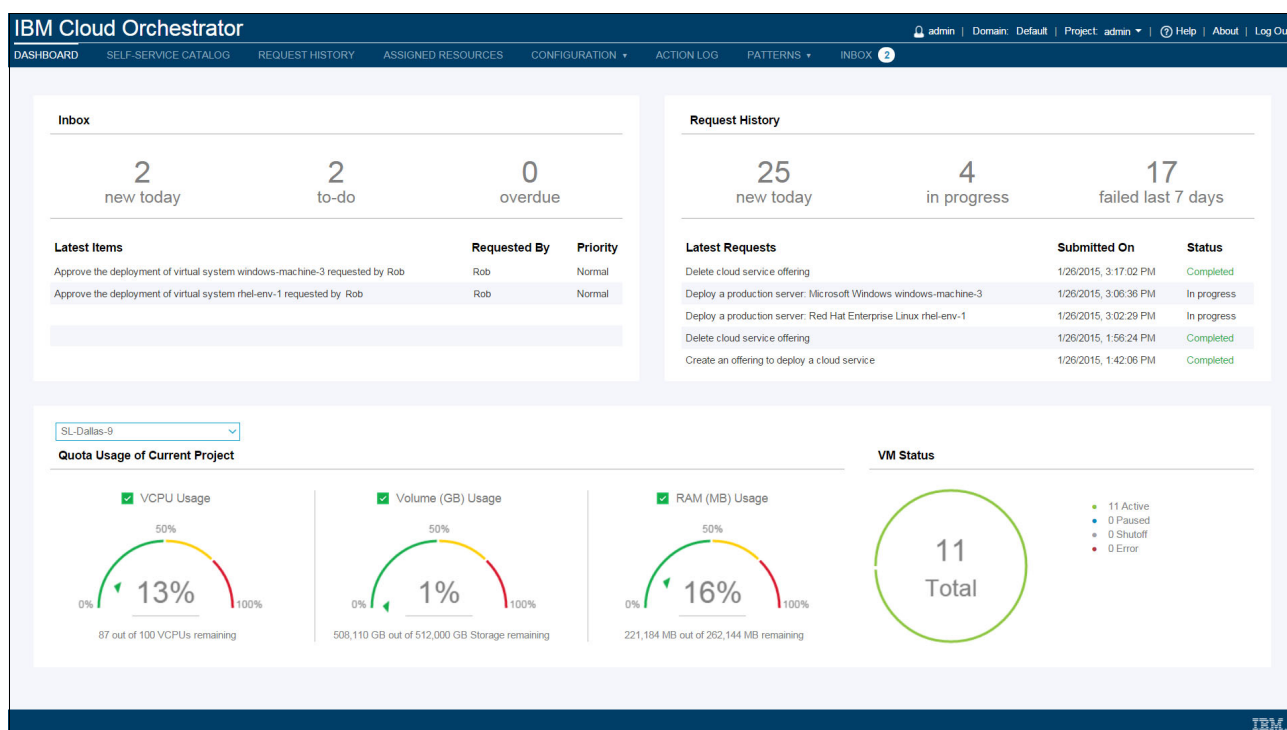 IBM Cloud Orchestrator
admin | Domain: Default | Project: admin | Help | About | Log Ou
DASHBOARD SELF-SERVICE CATALOG REQUEST HISTORY ASSIGNED RESOURCES CONFIGURATION ACTION LOG PATTERNS INBOX 2
Inbox
2 2 0
new today to-do overdue
Latest Items Requested By Priority
Approve the deployment of virtual system windows-machine-3 requested by Rob Rob Normal
Approve the deployment of virtual system rhel-env-1 requested by Rob Rob Normal
Request History
25 4 17
new today in progress failed last 7 days
Latest Requests Submitted On Status
Delete cloud service offering 1/26/2015, 3:17:02 PM Completed
Deploy a production server: Microsoft Windows windows-machine-3 1/26/2015, 3:06:36 PM In progress
Deploy a production server: Red Hat Enterprise Linux rhel-env-1 1/26/2015, 3:02:29 PM In progress
Delete cloud service offering 1/26/2015, 1:56:24 PM Completed
Create an offering to deploy a cloud service 1/26/2015, 1:42:06 PM Completed
SL-Dallas-9
Quota Usage of Current Project
VCPU Usage
50%
13%
0% 100%
87 out of 100 VCPUs remaining
Volume (GB) Usage
50%
1%
0% 100%
508,110 GB out of 512,000 GB Storage remaining
RAM (MB) Usage
50%
16%
0% 100%
221,184 MB out of 262,144 MB remaining
VM Status
11
Total
11 Active
0 Paused
0 Shutoff
0 Error
IBM